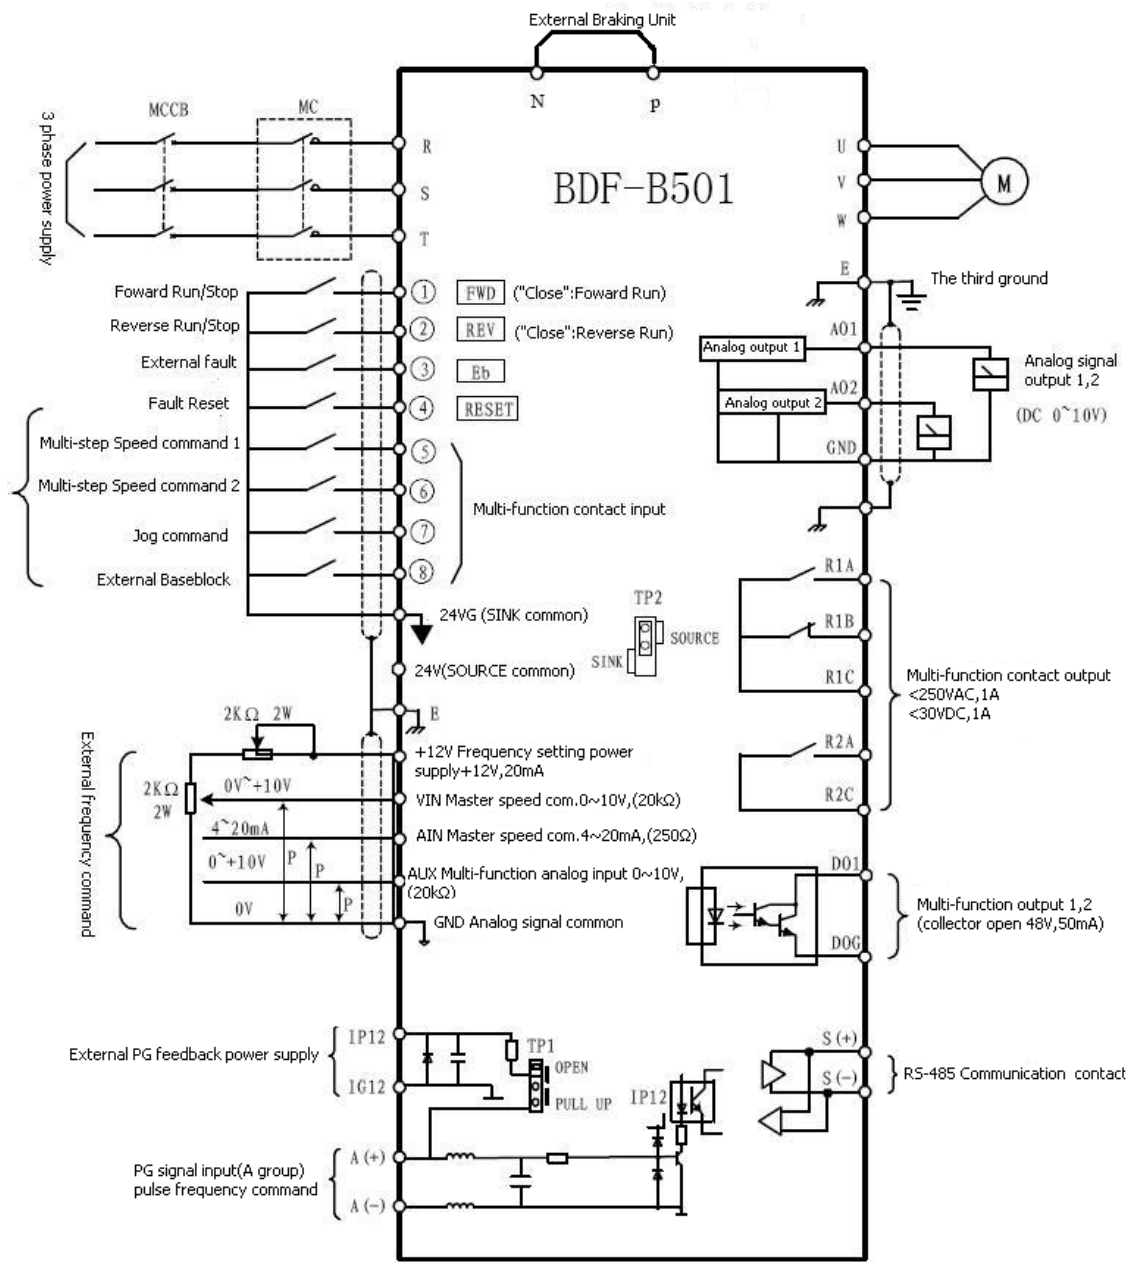 External Braking Unit
N
p
MCCB
MC
3 phase power supply
R
S
T
BDF-B501
U
V
W
M
E
The third ground
Foward Run/Stop
1
FWD
("Close":Foward Run)
Reverse Run/Stop
2
REV
("Close":Reverse Run)
External fault
3
Eb
Fault Reset
4
RESET
Multi-step Speed command 1
5
Multi-step Speed command 2
6
Jog command
7
External Baseblock
8
Multi-function contact input
24VG (SINK common)
24V(SOURCE common)
E
TP2
SOURCE
SINK
AO1
Analog output 1
AO2
Analog output 2
GND
Analog signal
output 1,2
(DC 0~10V)
R1A
R1B
R1C
R2A
R2C
Multi-function contact output
<250VAC,1A
<30VDC,1A
External frequency command
2KΩ 2W
2KΩ
2W
0V~+10V
4~20mA
0~+10V
0V
P
P
P
+12V Frequency setting power
supply+12V,20mA
VIN Master speed com.0~10V,(20kΩ)
AIN Master speed com.4~20mA,(250Ω)
AUX Multi-function analog input 0~10V,
(20kΩ)
GND Analog signal common
DO1
DOG
Multi-function output 1,2
(collector open 48V,50mA)
External PG feedback power supply
IP12
IG12
TP1
OPEN
PULL UP
IP12
S(+)
S(-)
RS-485 Communication contact
PG signal input(A group)
pulse frequency command
A(+)
A(-)